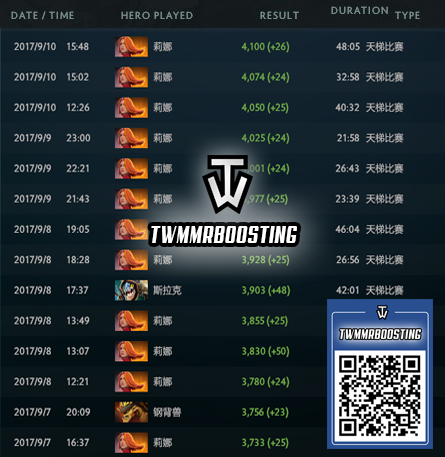 DATE / TIME HERO PLAYED RESULT DURATION TYPE
2017/9/10 15:48 莉娜 4,100 (+26) 48:05 天梯比赛
2017/9/10 15:02 莉娜 4,074 (+24) 32:58 天梯比赛
2017/9/10 12:26 莉娜 4,050 (+25) 40:32 天梯比赛
2017/9/9 23:00 莉娜 4,025 (+24) 21:58 天梯比赛
2017/9/9 22:21 莉娜 001 (+24) 26:43 天梯比赛
2017/9/9 21:43 莉娜 977 (+25) 23:39 天梯比赛
2017/9/8 19:05 莉娜 46:04 天梯比赛
TWMMRBOOSTING
2017/9/8 18:28 莉娜 3,928 (+25) 26:56 天梯比赛
2017/9/8 17:37 斯拉克 3,903 (+48) 42:01 天梯比赛
2017/9/8 13:49 莉娜 3,855 (+25)
2017/9/8 13:07 莉娜 3,830 (+50)
2017/9/8 12:21 莉娜 3,780 (+24)
2017/9/7 20:09 钢背兽 3,756 (+23)
2017/9/7 16:37 莉娜 3,733 (+25)
TWMMRBOOSTING